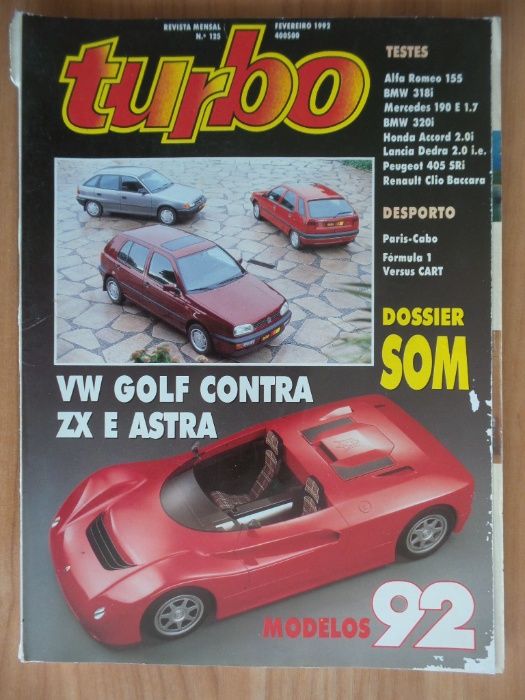 REVISTA MENSAL
N.º 125
FEVEREIRO 1992
400$00
turbo
TESTES
Alfa Romeo 155
BMW 318i
Mercedes 190 E 1.7
BMW 320i
Honda Accord 2.0i
Lancia Dedra 2.0 i.e.
Peugeot 405 SRi
Renault Clio Baccara
DESPORTO
Paris-Cabo
Fórmula 1
Versus CART
DOSSIER
SOM
VW GOLF CONTRA
ZX E ASTRA
MODELOS 92